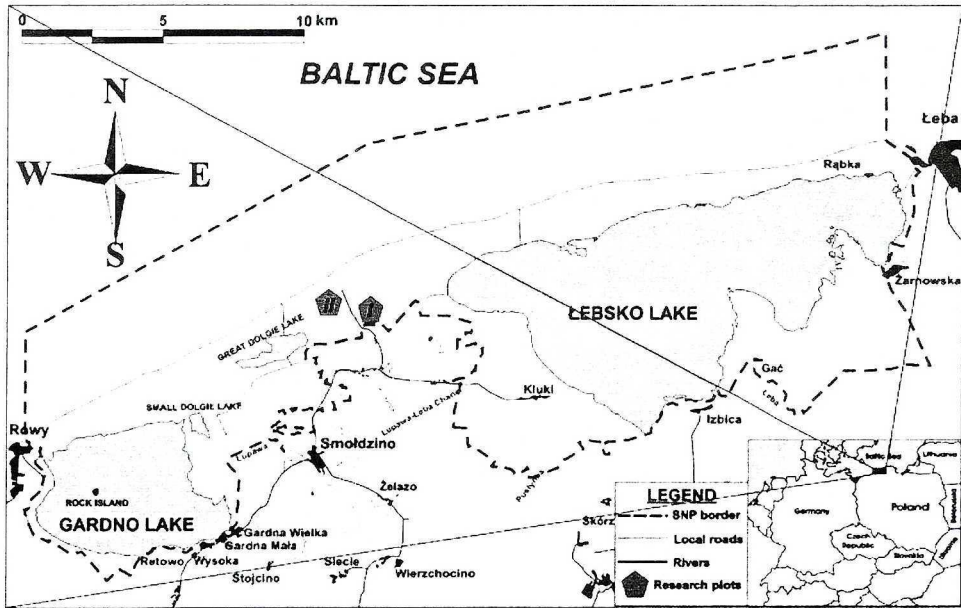 0 5 10 km
BALTIC SEA
N
W E
S
Łeba
Rąbka
Żarnowska
ŁEBSKO LAKE
II
I
GREAT DOLGIE LAKE
Gać
Łeba
Kluki
SMALL DOLGIE LAKE
Izbica
Łupawa-Łeba Chanel
Rowy
Łupawa
Smołdzino
ROCK ISLAND
GARDNO LAKE
Żelazo
Gardna Wielka
Gardna Mała
Retowo
Wysoka
Stojcino
Siecie
Wierzchocino
Skórz
LEGEND
SNP border
Local roads
Rivers
Research plots
Baltic Sea
Lithuania
Germany
Poland
Czech
Republic
Slovakia